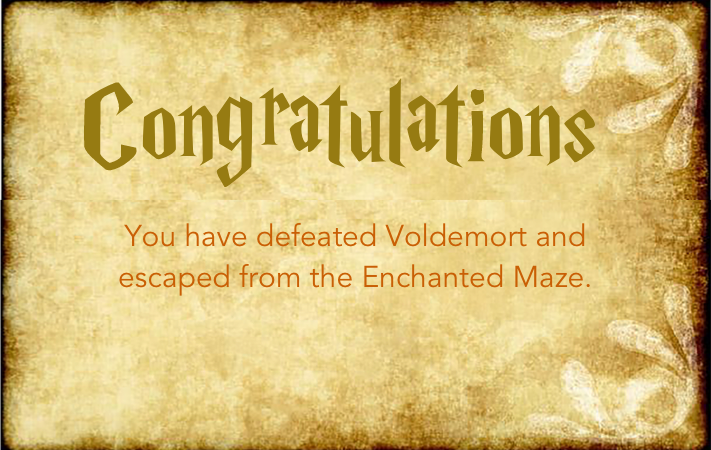 Congratulations
You have defeated Voldemort and
escaped from the Enchanted Maze.